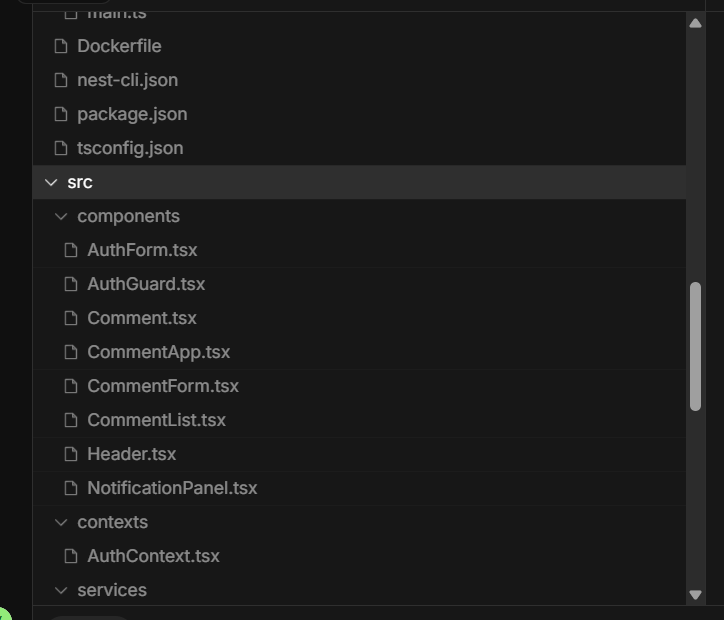 main.ts
Dockerfile
nest-cli.json
package.json
tsconfig.json
src
components
AuthForm.tsx
AuthGuard.tsx
Comment.tsx
CommentApp.tsx
CommentForm.tsx
CommentList.tsx
Header.tsx
NotificationPanel.tsx
contexts
AuthContext.tsx
services